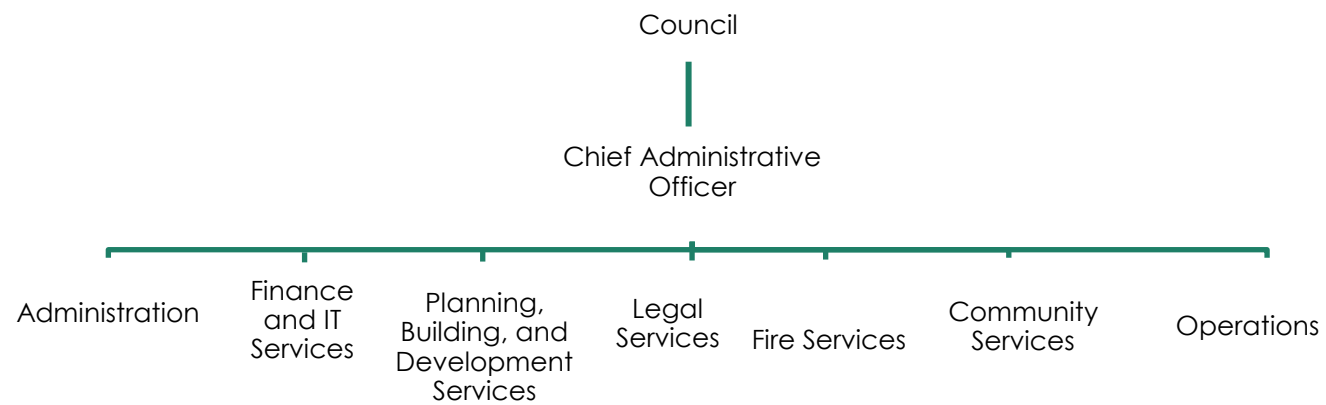 Council
Chief Administrative
Officer
Administration
Finance
and IT
Services
Planning,
Building, and
Development
Services
Legal
Services
Fire Services
Community
Services
Operations